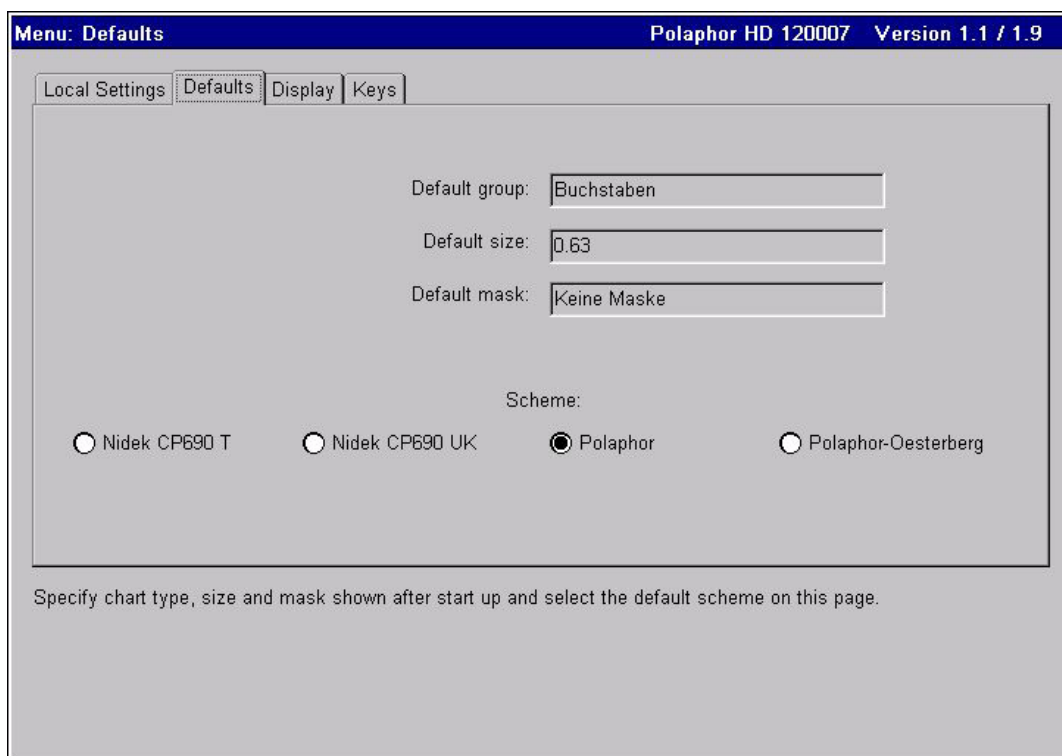 Menu: Defaults Polaphor HD 120007 Version 1.1 / 1.9
Local Settings Defaults Display Keys
Default group: Buchstaben
Default size: 0.63
Default mask: Keine Maske
Scheme:
Nidek CP690 T Nidek CP690 UK Polaphor Polaphor-Oesterberg
Specify chart type, size and mask shown after start up and select the default scheme on this page.